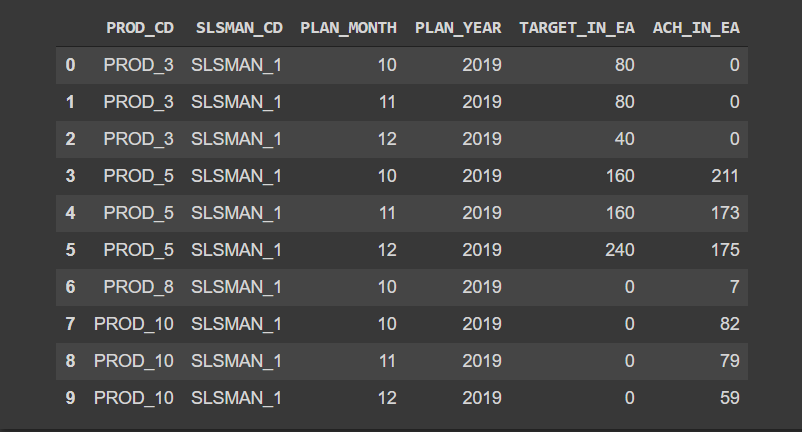 PROD_CD SLSMAN_CD PLAN_MONTH PLAN_YEAR TARGET_IN_EA ACH_IN_EA
0 PROD_3 SLSMAN_1 10 2019 80 0
1 PROD_3 SLSMAN_1 11 2019 80 0
2 PROD_3 SLSMAN_1 12 2019 40 0
3 PROD_5 SLSMAN_1 10 2019 160 211
4 PROD_5 SLSMAN_1 11 2019 160 173
5 PROD_5 SLSMAN_1 12 2019 240 175
6 PROD_8 SLSMAN_1 10 2019 0 7
7 PROD_10 SLSMAN_1 10 2019 0 82
8 PROD_10 SLSMAN_1 11 2019 0 79
9 PROD_10 SLSMAN_1 12 2019 0 59